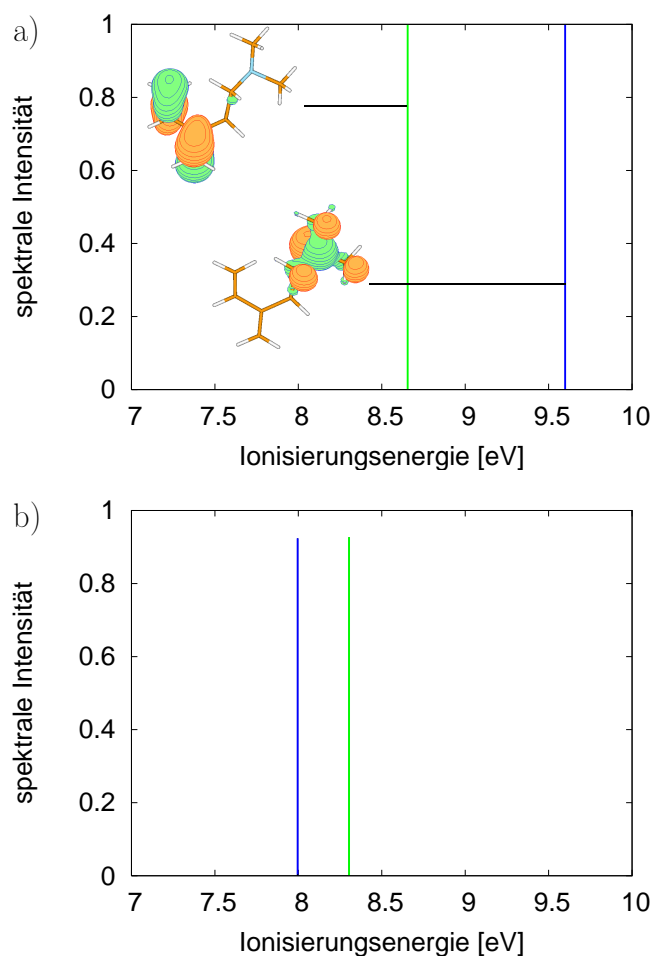 a)
spektrale Intensität
1
0.8
0.6
0.4
0.2
0
7 7.5 8 8.5 9 9.5 10
Ionisierungsenergie [eV]
b)
spektrale Intensität
1
0.8
0.6
0.4
0.2
0
7 7.5 8 8.5 9 9.5 10
Ionisierungsenergie [eV]